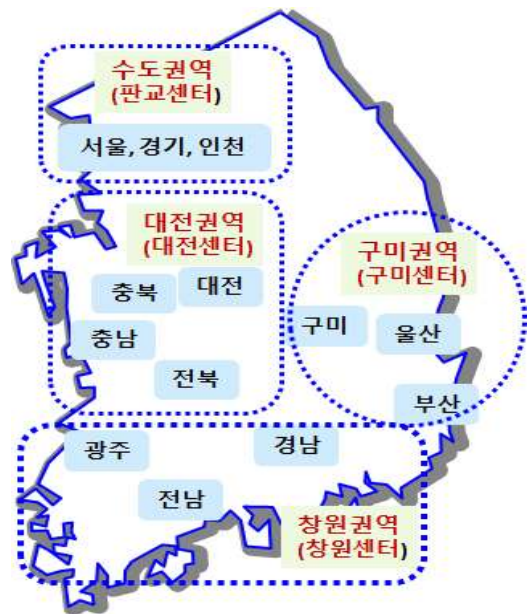 수도권역
(판교센터)
서울, 경기, 인천
대전권역
(대전센터)
충북
대전
충남
전북
구미권역
(구미센터)
구미
울산
부산
광주
경남
전남
창원권역
(창원센터)